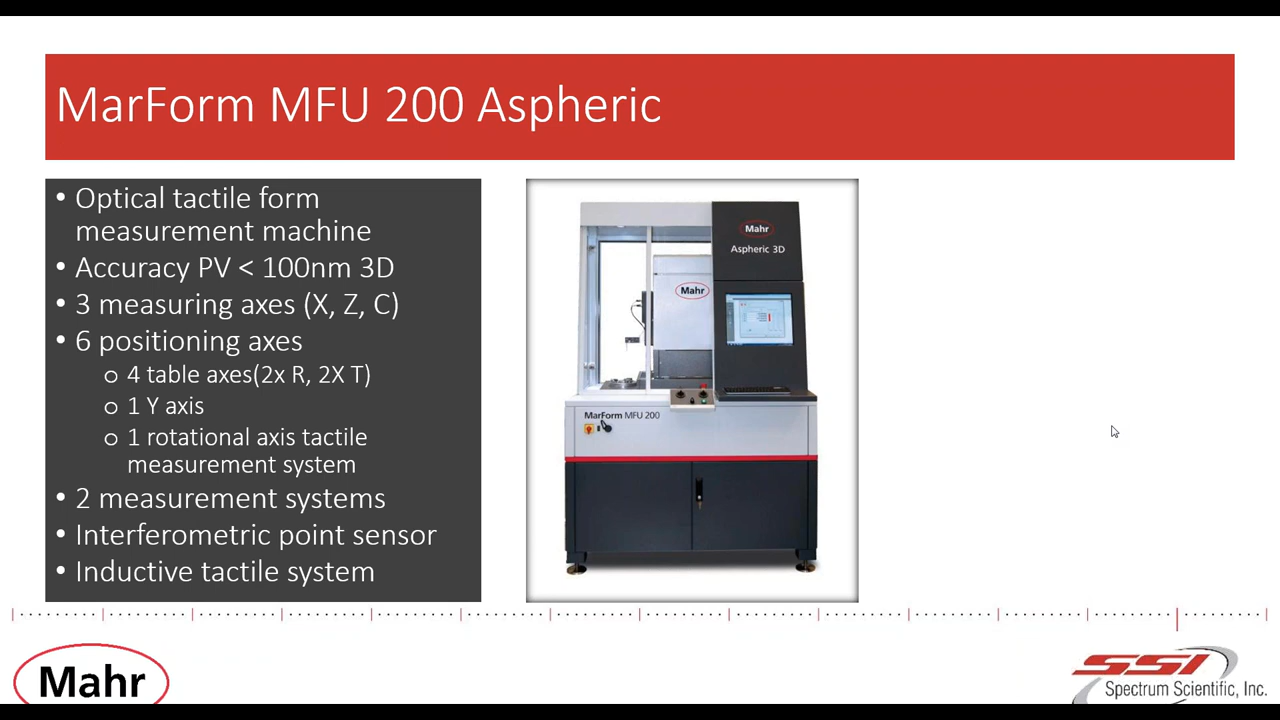 MarForm MFU 200 Aspheric
• Optical tactile form
measurement machine
• Accuracy PV < 100nm 3D
• 3 measuring axes (X, Z, C)
• 6 positioning axes
o 4 table axes(2x R, 2X T)
o 1 Y axis
o 1 rotational axis tactile
measurement system
• 2 measurement systems
• Interferometric point sensor
• Inductive tactile system
Mahr
Aspheric 3D
Mahr
MarForm MFU 200
Mahr
SSI
Spectrum Scientific, Inc.